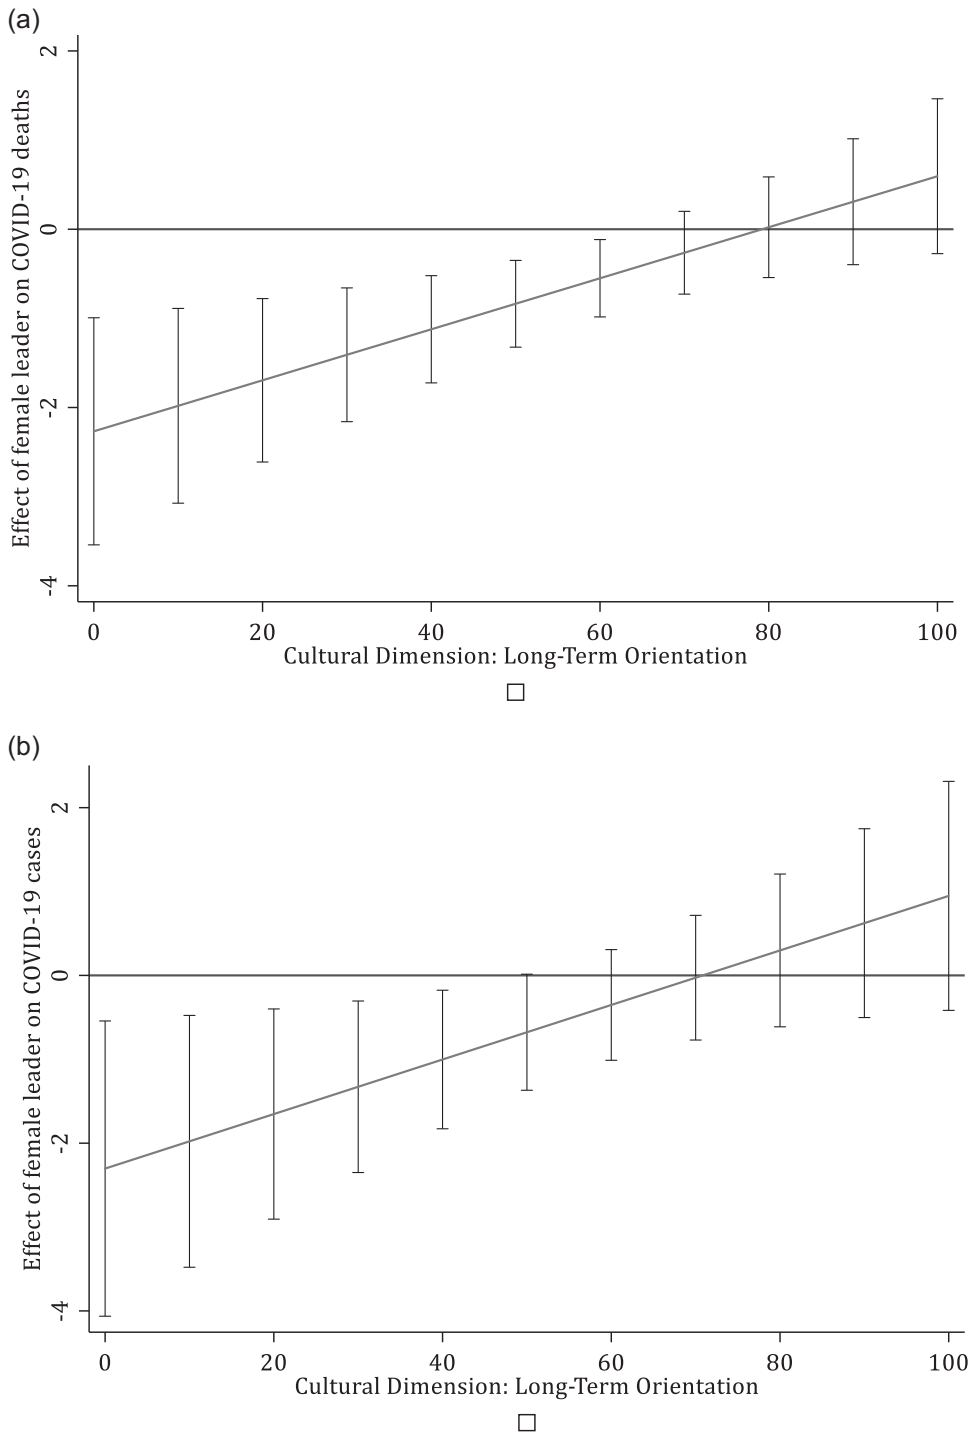 (a)
Effect of female leader on COVID-19 deaths
2
0
-2
-4
0 20 40 60 80 100
Cultural Dimension: Long-Term Orientation
(b)
Effect of female leader on COVID-19 cases
2
0
-2
-4
0 20 40 60 80 100
Cultural Dimension: Long-Term Orientation